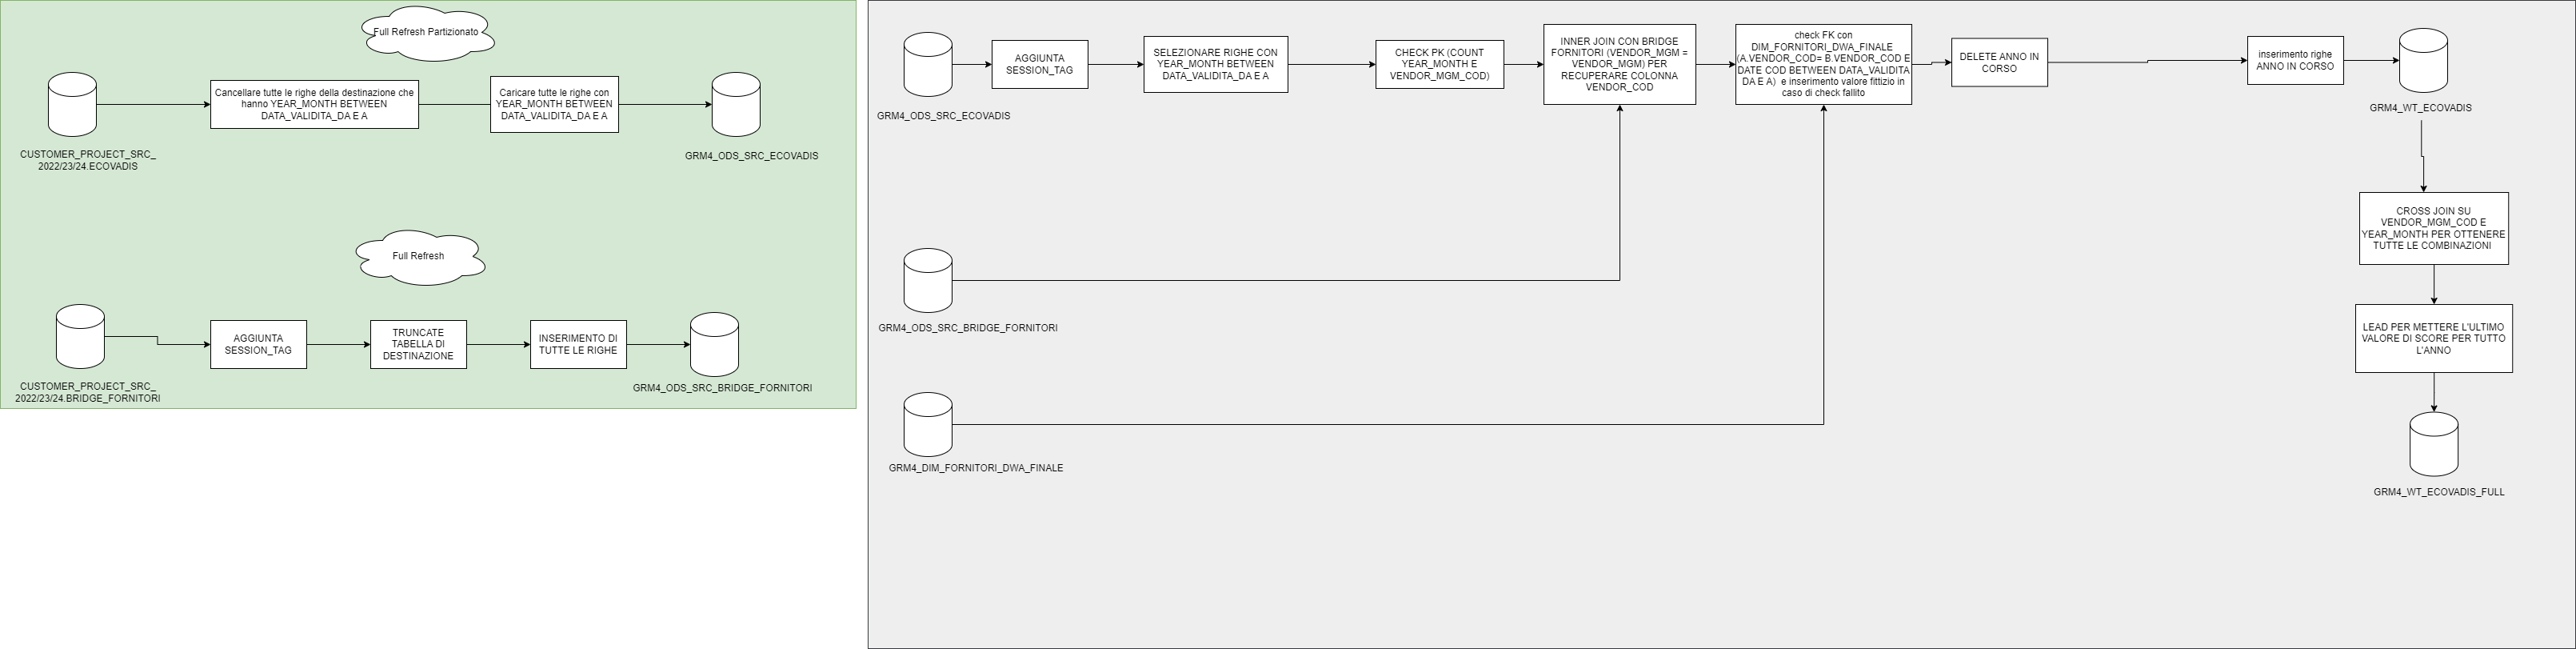 Full Refresh Partizionato
Cancellare tutte le righe della destinazione che
hanno YEAR_MONTH BETWEEN
DATA_VALIDITA_DA E A
Caricare tutte le righe con
YEAR_MONTH BETWEEN
DATA_VALIDITA_DA E A
CUSTOMER_PROJECT_SRC_
2022/23/24.ECOVADIS
GRM4_ODS_SRC_ECOVADIS
Full Refresh
AGGIUNTA
SESSION_TAG
TRUNCATE
TABELLA DI
DESTINAZIONE
INSERIMENTO DI
TUTTE LE RIGHE
CUSTOMER_PROJECT_SRC_
2022/23/24.BRIDGE_FORNITORI
GRM4_ODS_SRC_BRIDGE_FORNITORI
GRM4_ODS_SRC_ECOVADIS
AGGIUNTA
SESSION_TAG
SELEZIONARE RIGHE CON
YEAR_MONTH BETWEEN
DATA_VALIDITA_DA E A
CHECK PK (COUNT
YEAR_MONTH E
VENDOR_MGM_COD)
INNER JOIN CON BRIDGE
FORNITORI (VENDOR_MGM =
VENDOR_MGM) PER
RECUPERARE COLONNA
VENDOR_COD
check FK con
DIM_FORNITORI_DWA_FINALE
(A.VENDOR_COD= B.VENDOR_COD E
DATE COD BETWEEN DATA_VALIDITA
DA E A) e inserimento valore fittizio in
caso di check fallito
DELETE ANNO IN
CORSO
inserimento righe
ANNO IN CORSO
GRM4_WT_ECOVADIS
GRM4_ODS_SRC_BRIDGE_FORNITORI
GRM4_DIM_FORNITORI_DWA_FINALE
CROSS JOIN SU
VENDOR_MGM_COD E
YEAR_MONTH PER OTTENERE
TUTTE LE COMBINAZIONI
LEAD PER METTERE L'ULTIMO
VALORE DI SCORE PER TUTTO
L'ANNO
GRM4_WT_ECOVADIS_FULL